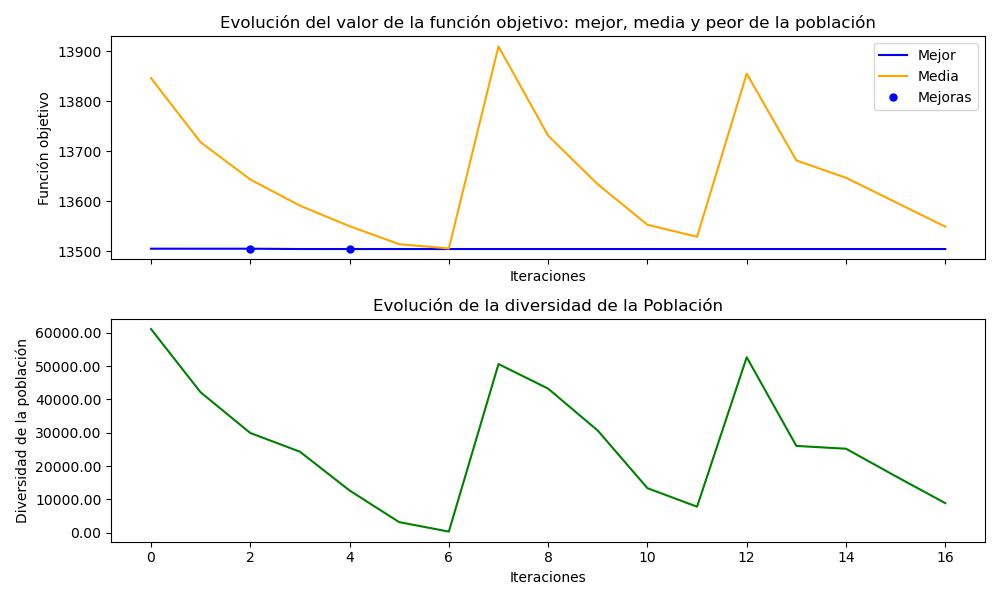 Evolución del valor de la función objetivo: mejor, media y peor de la población
Función objetivo
13900
13800
13700
13600
13500
Mejor
Media
Mejoras
Iteraciones
Evolución de la diversidad de la Población
Diversidad de la población
60000.00
50000.00
40000.00
30000.00
20000.00
10000.00
0.00
0 2 4 6 8 10 12 14 16
Iteraciones